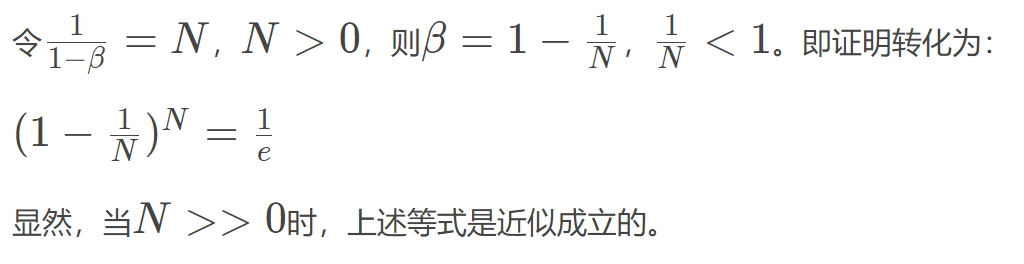 令$\frac{1}{1-\beta} = N$，$N > 0$，则$\beta = 1 - \frac{1}{N}$，$\frac{1}{N} < 1$。即证明转化为：
$(1 - \frac{1}{N})^N = \frac{1}{e}$
显然，当$N >> 0$时，上述等式是近似成立的。